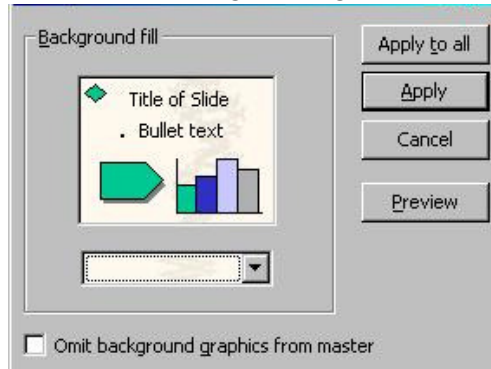 Background fill
Apply to all
Title of Slide
. Bullet text
Apply
Cancel
Preview
Omit background graphics from master